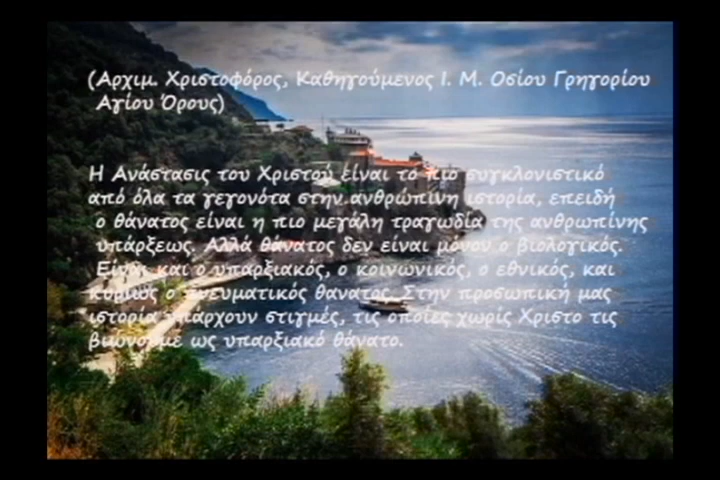 (Αρχιμ. Χριστοφόρος, Καθηγούμενος Ι. Μ. Οσίου Γρηγορίου
Αγίου Όρους)
Η Ανάστασις του Χριστού είναι το πιο συγκλονιστικό
από όλα τα γεγονότα στην ανθρώπινη ιστορία, επειδή
ο θάνατος είναι η πιο μεγάλη τραγωδία της ανθρωπίνης
υπάρξεως. Αλλά θάνατος δεν είναι μόνον ο βιολογικός.
Είναι και ο υπαρξιακός, ο κοινωνικός, ο εθνικός, και
κυρίως ο πνευματικός θανατος. Στην προσωπική μας
ιστορία υπάρχουν στιγμές, τις οποίες χωρίς Χριστο τις
βιώνουμε ως υπαρξιακό θάνατο.